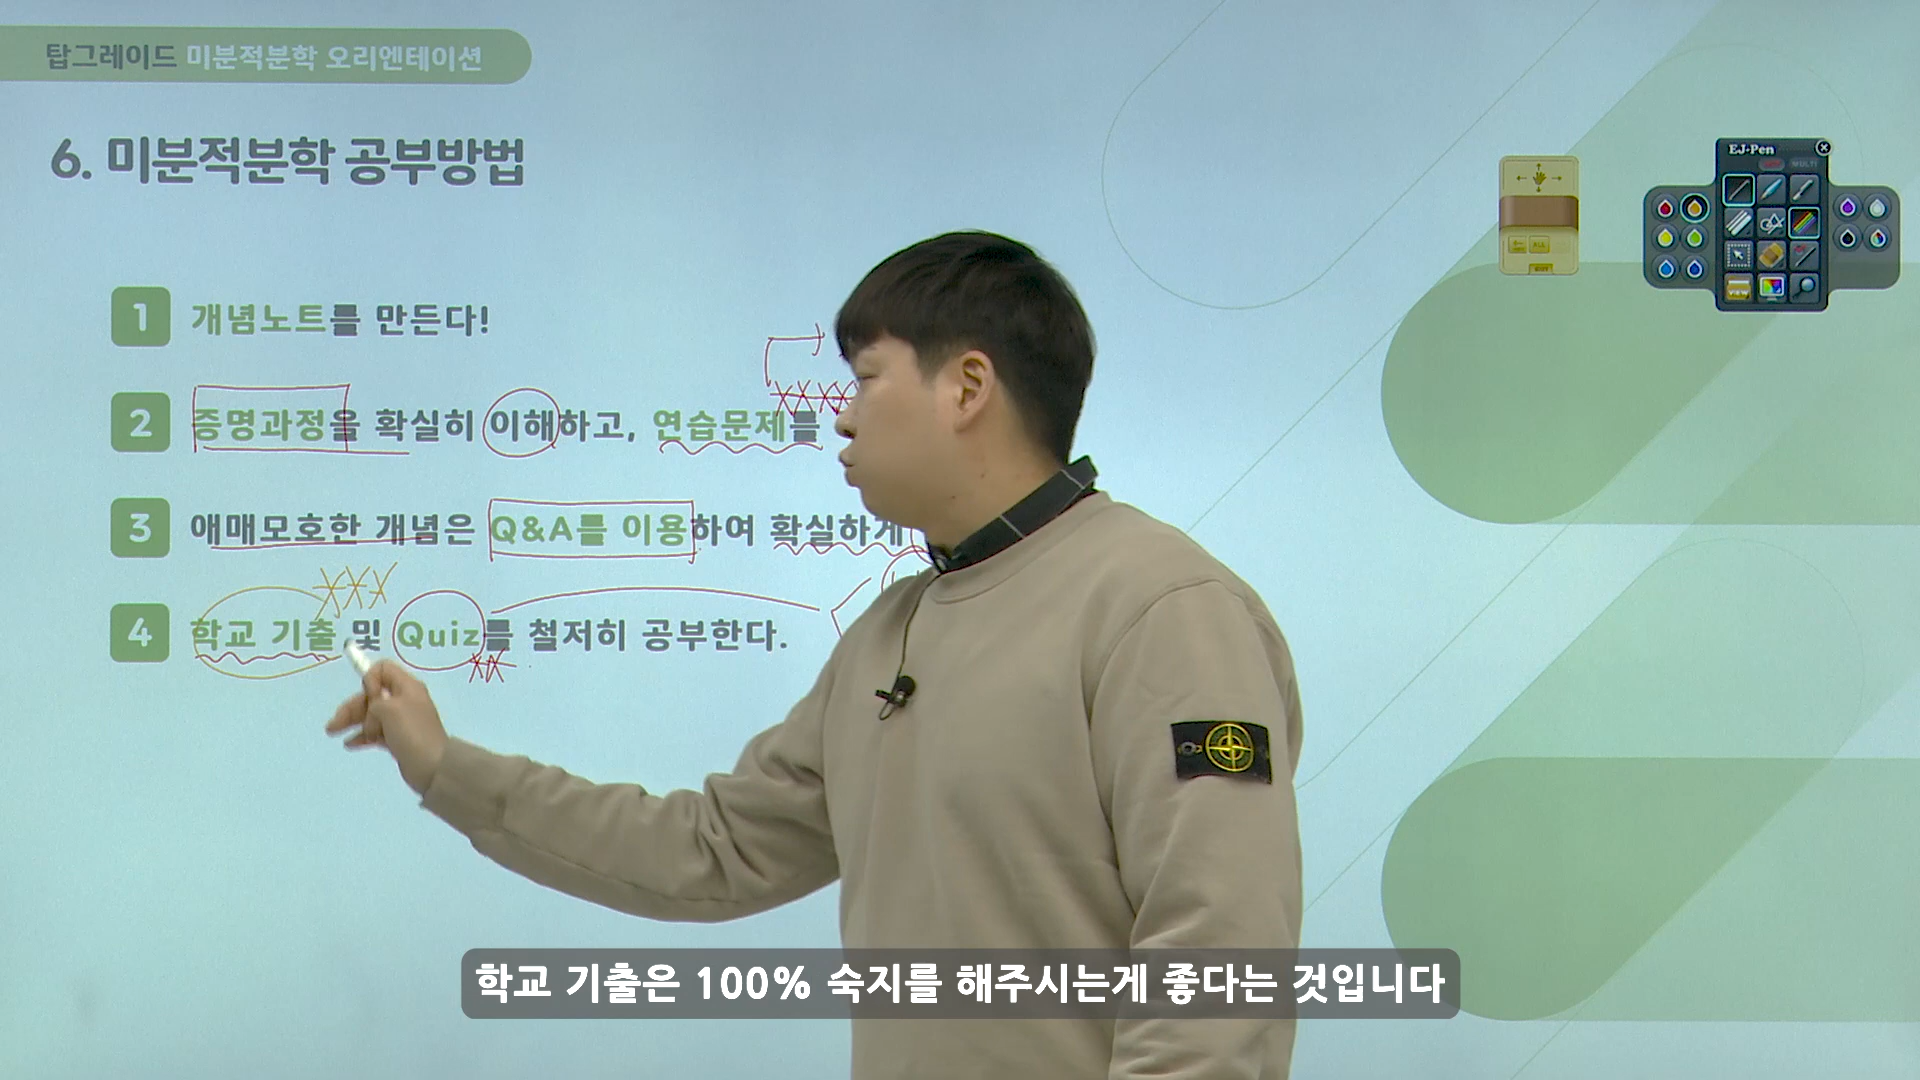 탑그레이드 미분적분학 오리엔테이션
6. 미분적분학 공부방법
EJ-Pen
MULTI
ALL
VIEW
1 개념노트를 만든다!
2 증명과정을 확실히 이해하고, 연습문제를
3 애매모호한 개념은 Q&A를 이용하여 확실하게
4 학교 기출 및 Quiz를 철저히 공부한다.
학교 기출은 100% 숙지를 해주시는게 좋다는 것입니다